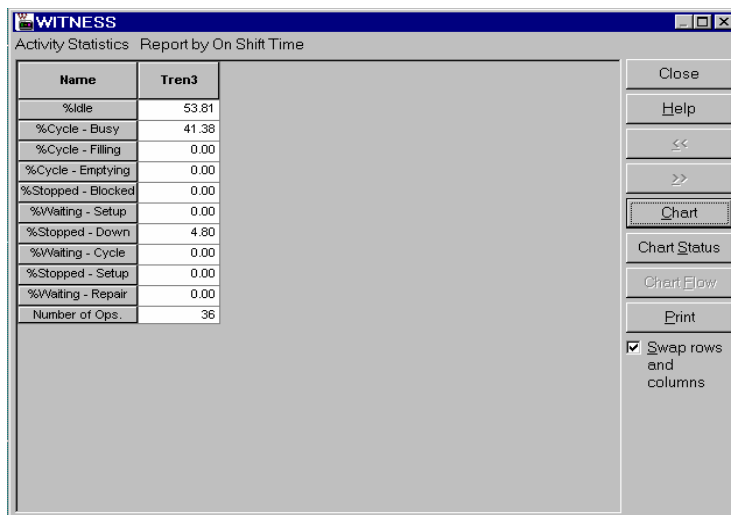 WITNESS
Activity Statistics Report by On Shift Time
Name Tren3
%Idle 53.81
%Cycle - Busy 41.38
%Cycle - Filling 0.00
%Cycle - Emptying 0.00
%Stopped - Blocked 0.00
%Waiting - Setup 0.00
%Stopped - Down 4.80
%Waiting - Cycle 0.00
%Stopped - Setup 0.00
%Waiting - Repair 0.00
Number of Ops. 36
Close
Help
<<
>>
Chart
Chart Status
Chart Flow
Print
Swap rows
and
columns